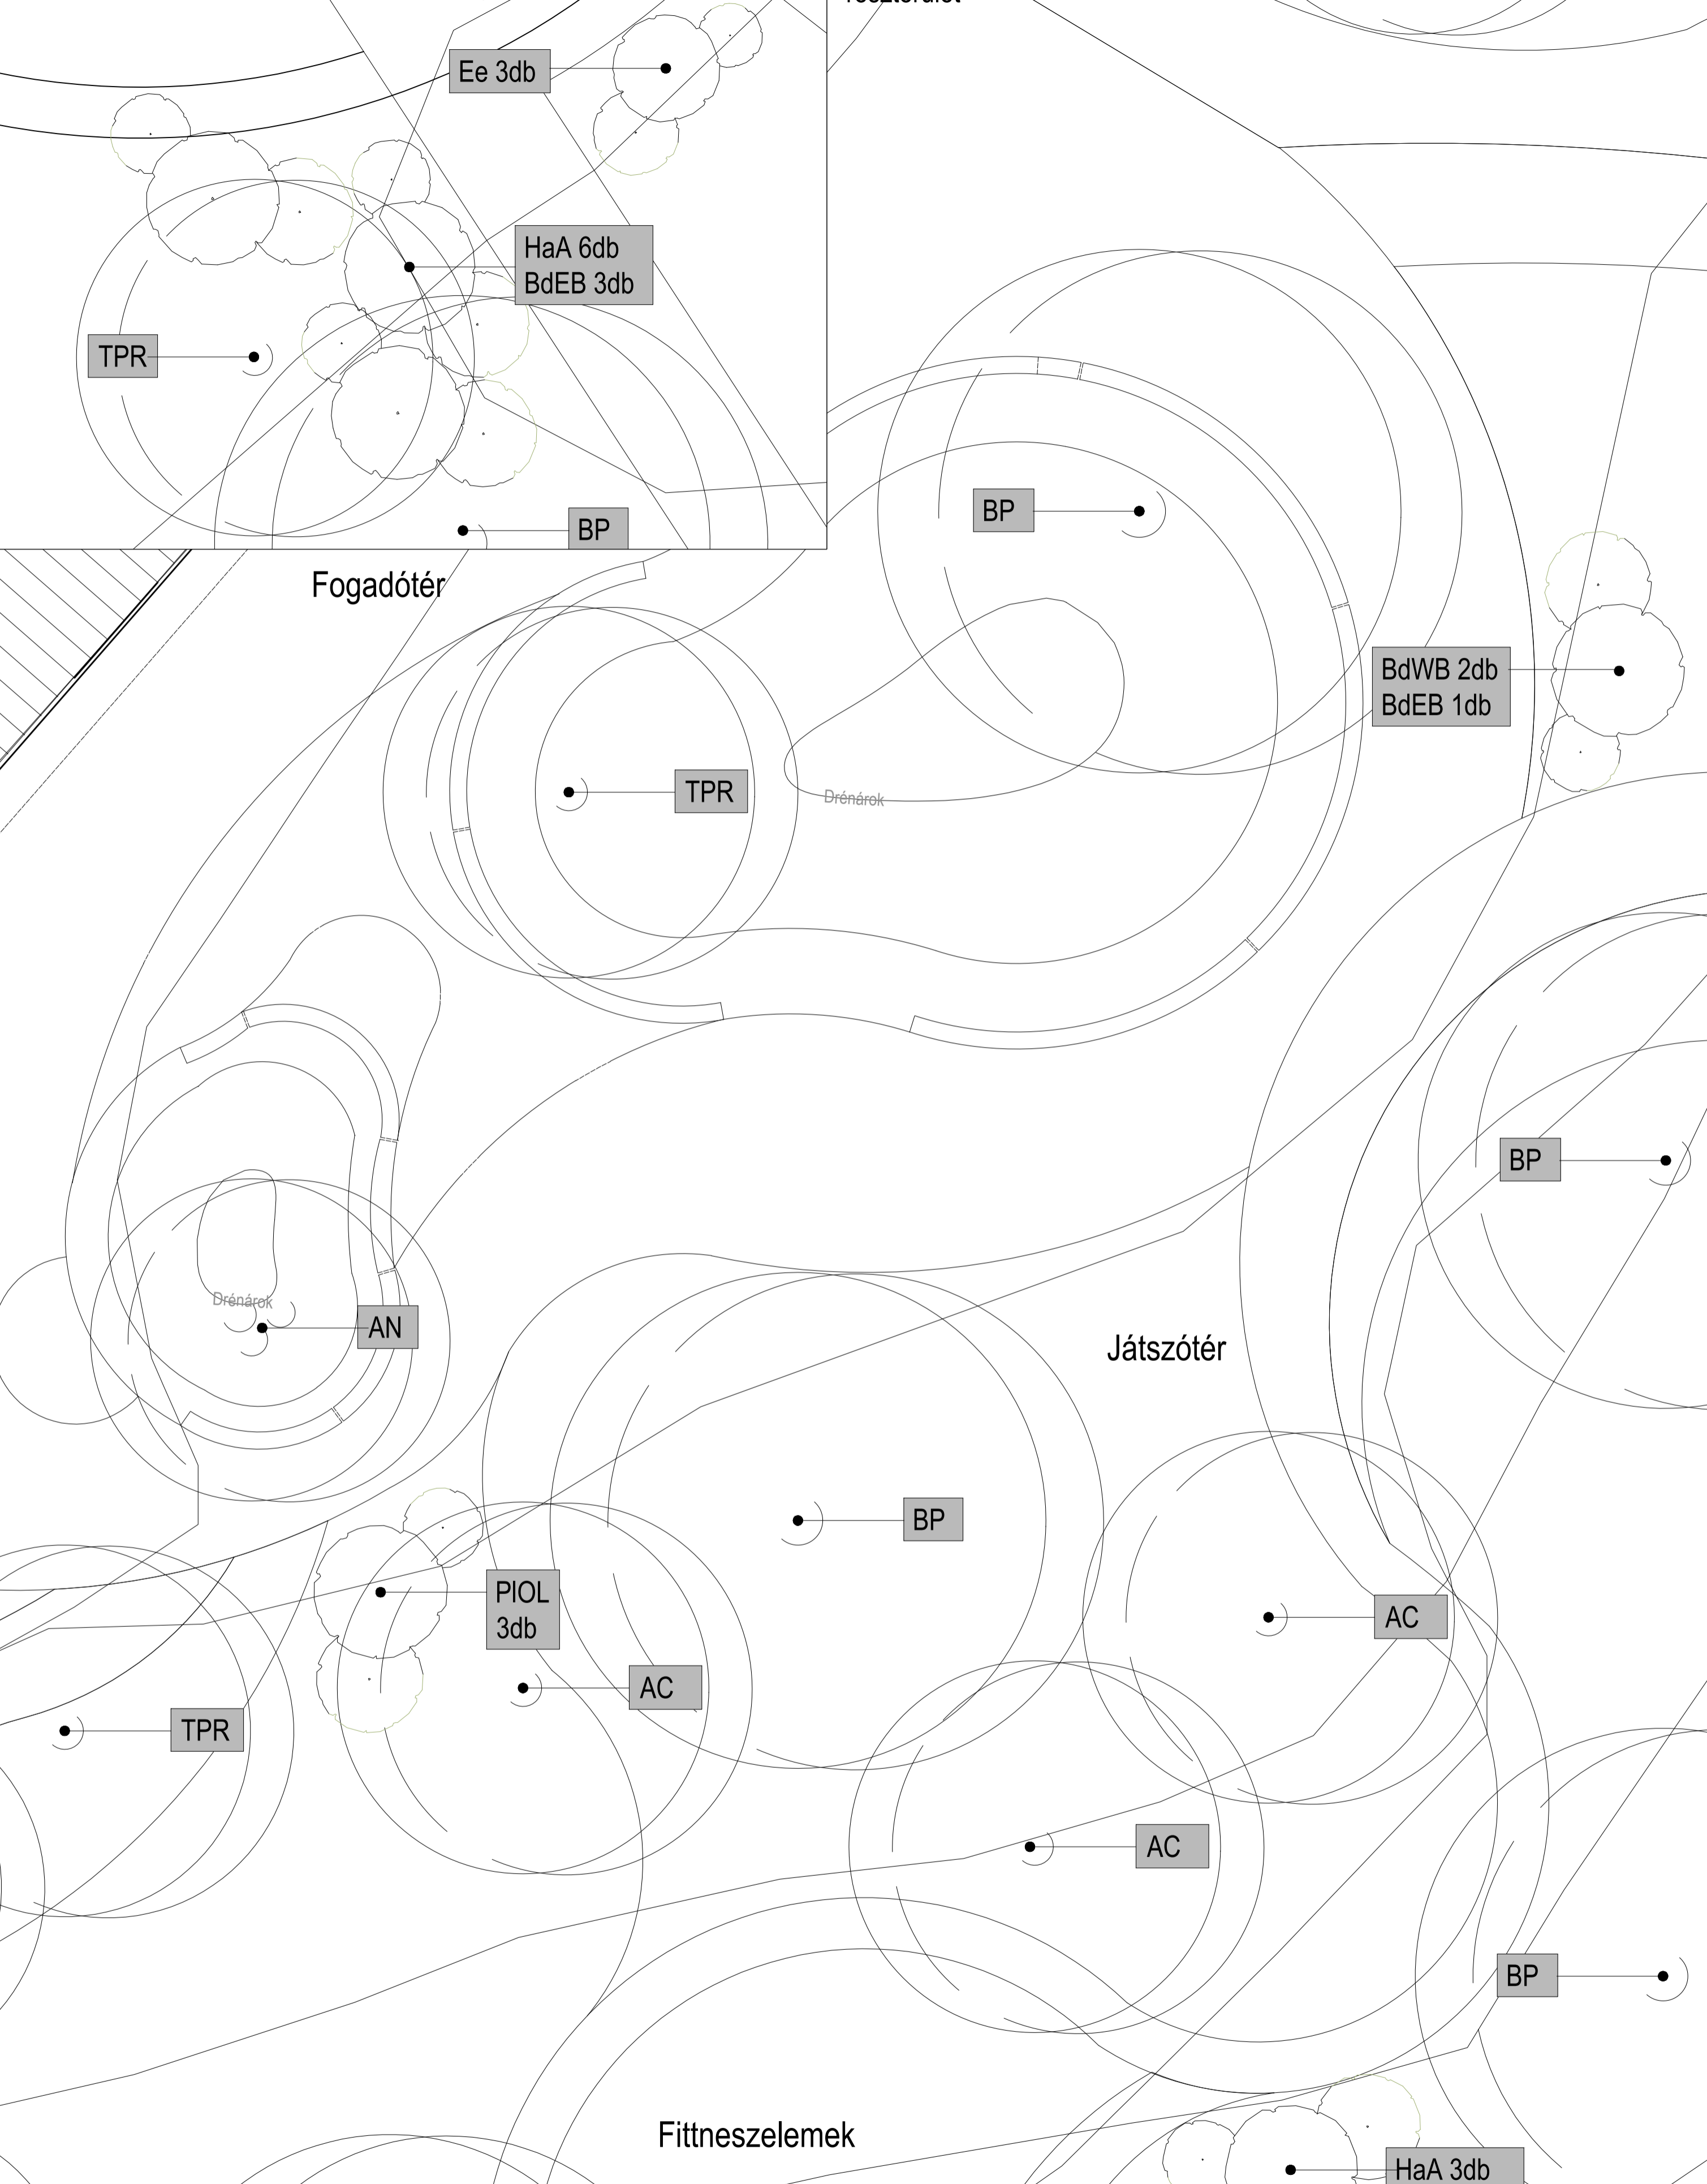 Ee 3db
HaA 6db
BdEB 3db
TPR
BP
BP
Fogadótér
BdWB 2db
BdEB 1db
TPR
Drénárok
BP
Drénárok
AN
Játszótér
BP
PIOL
3db
AC
AC
TPR
AC
BP
Fittneszelemek
HaA 3db